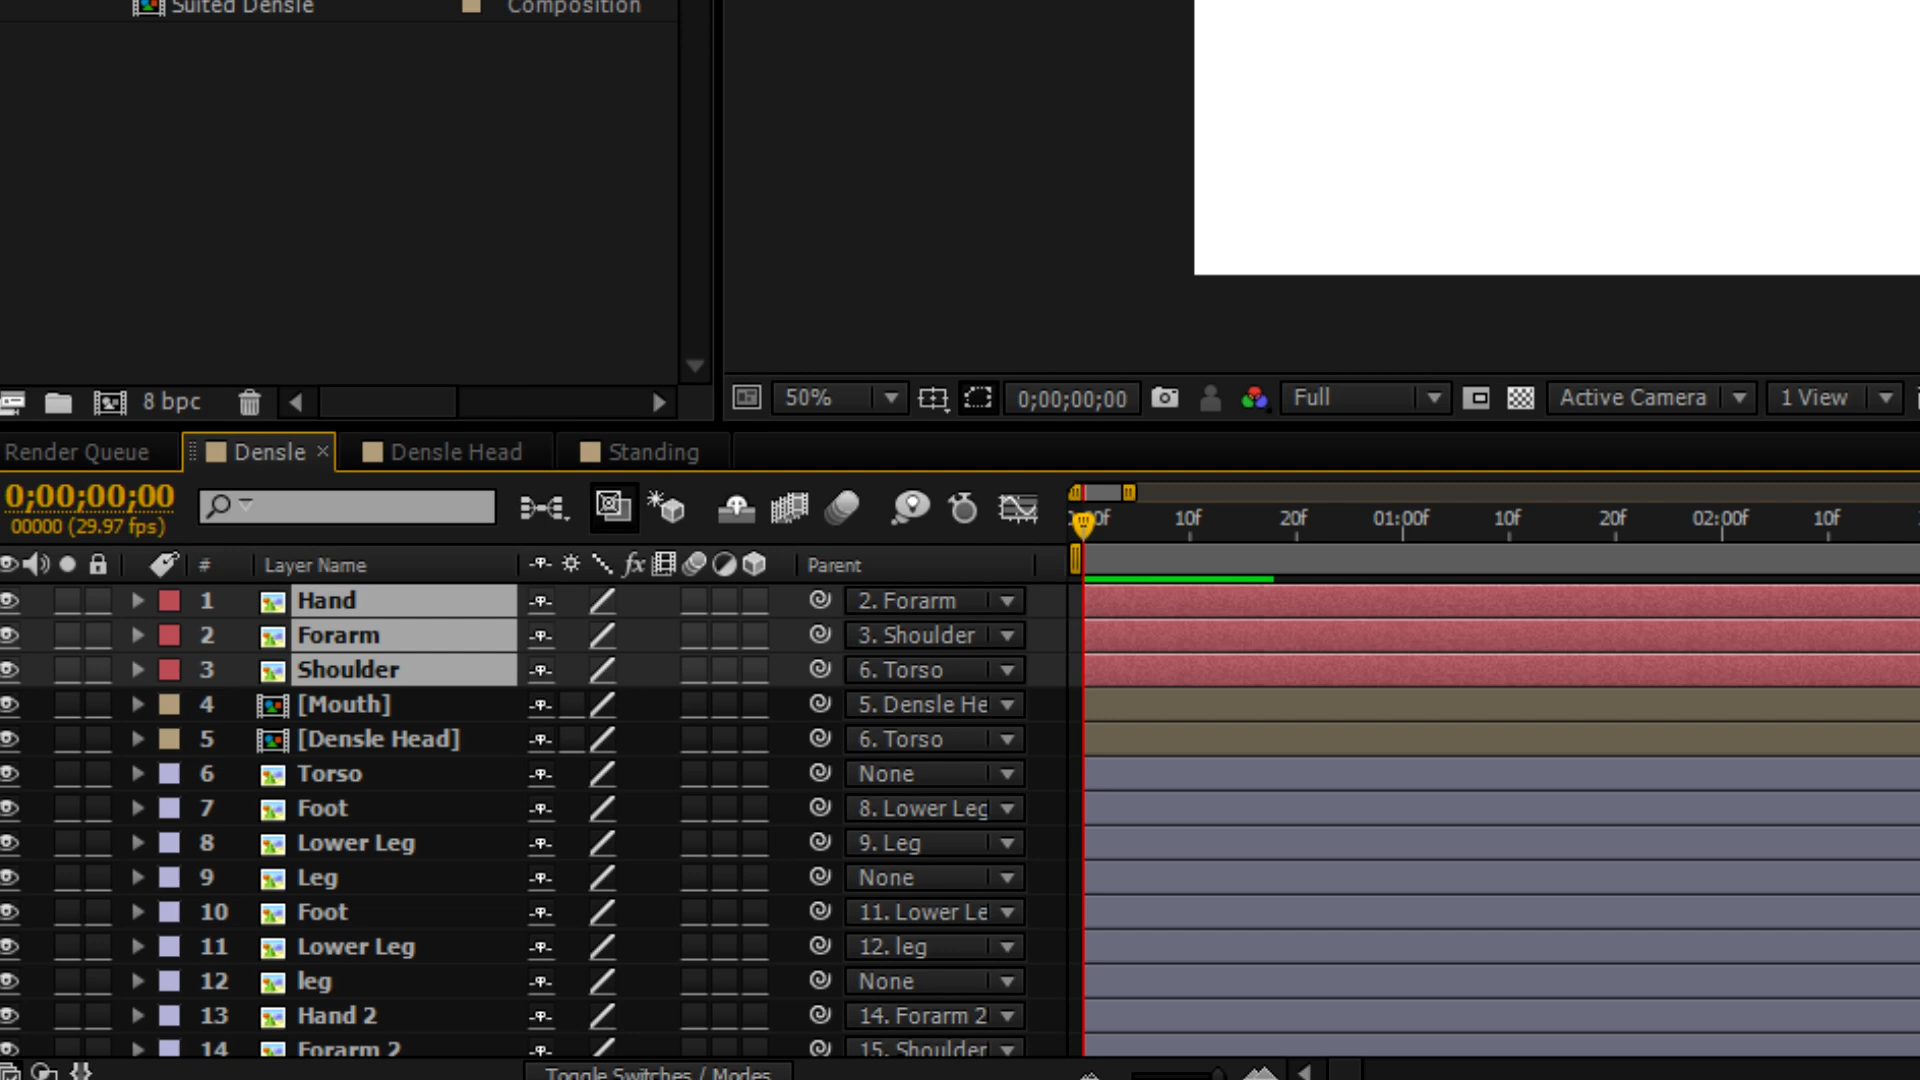 Suited Densle Composition
8 bpc
50% 0;00;00;00 Full Active Camera 1 View
Render Queue Densle × Densle Head Standing
0;00;00;00
00000 (29.97 fps)
10f 20f 01:00f 10f 20f 02:00f 10f
# Layer Name fx Parent
1 Hand 2. Forarm
2 Forarm 3. Shoulder
3 Shoulder 6. Torso
4 [Mouth] 5. Densle He
5 [Densle Head] 6. Torso
6 Torso None
7 Foot 8. Lower Leg
8 Lower Leg 9. Leg
9 Leg None
10 Foot 11. Lower Le
11 Lower Leg 12. leg
12 leg None
13 Hand 2 14. Forarm 2
14 Forarm 2 15. Shoulder
Toggle Switches / Modes